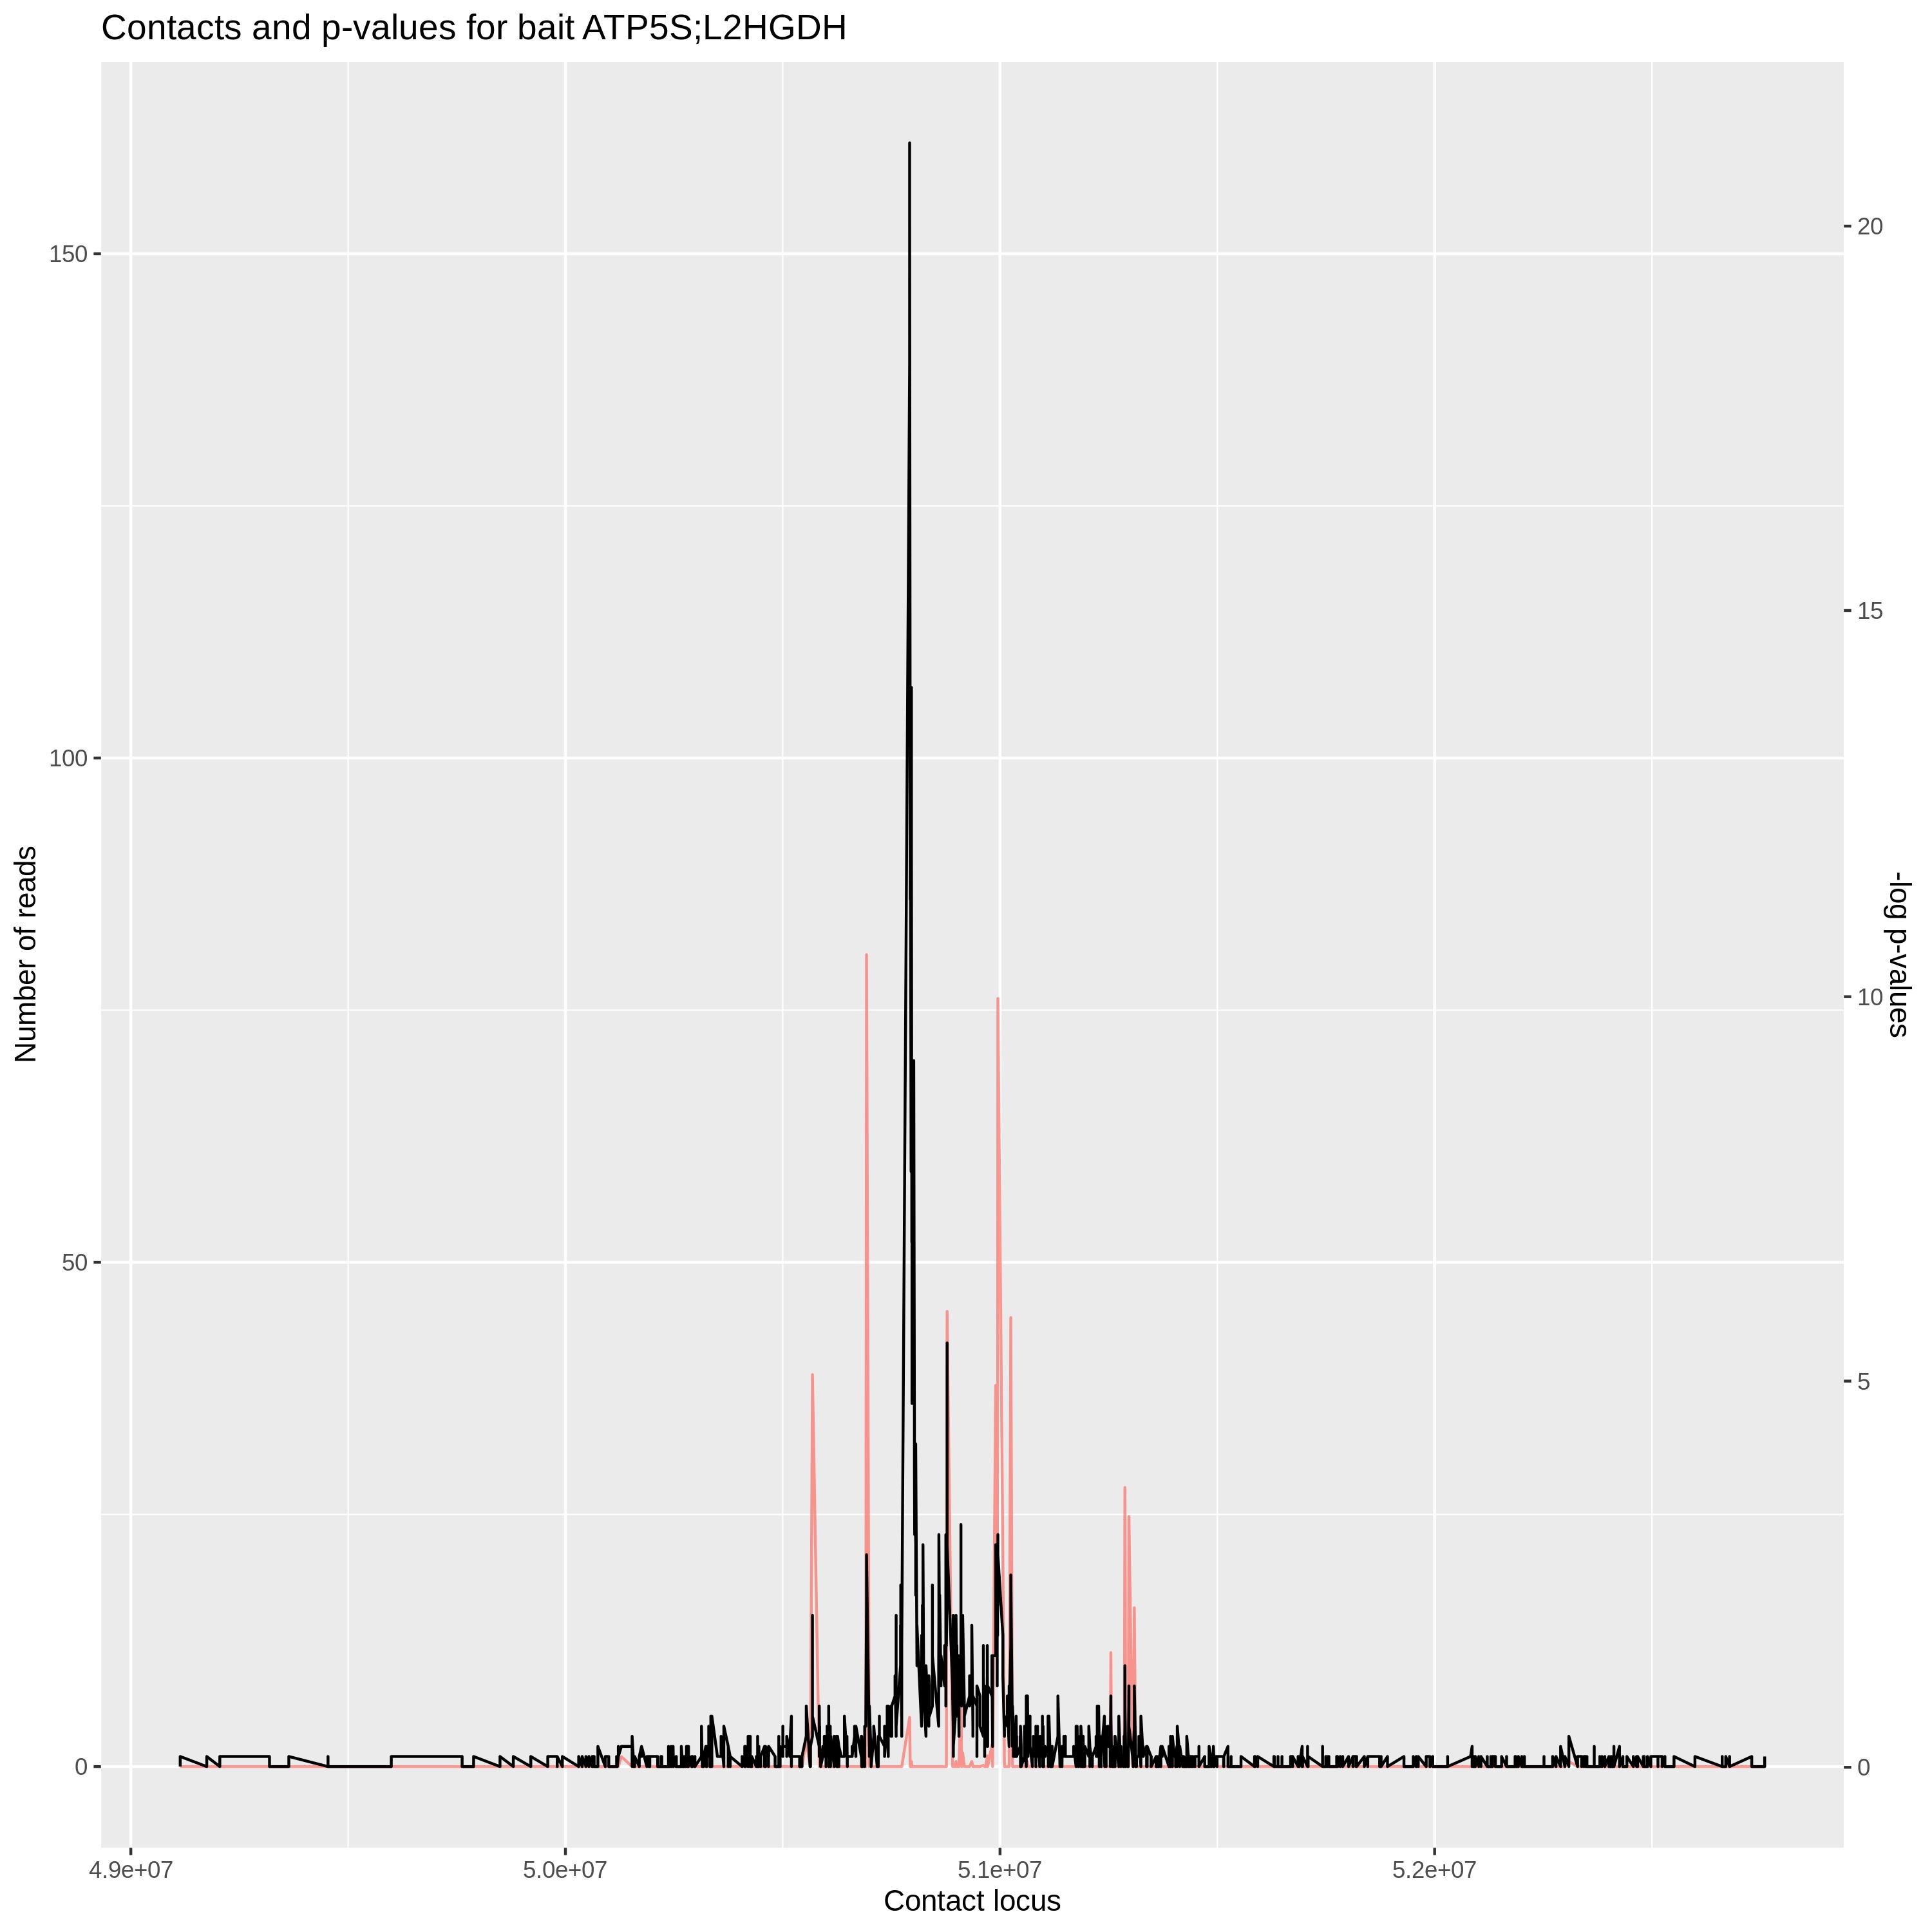 Contacts and p-values for bait ATP5S;L2HGDH
150
100
50
0
Number of reads
20
15
10
5
0
-log p-values
4.9e+07
5.0e+07
5.1e+07
5.2e+07
Contact locus